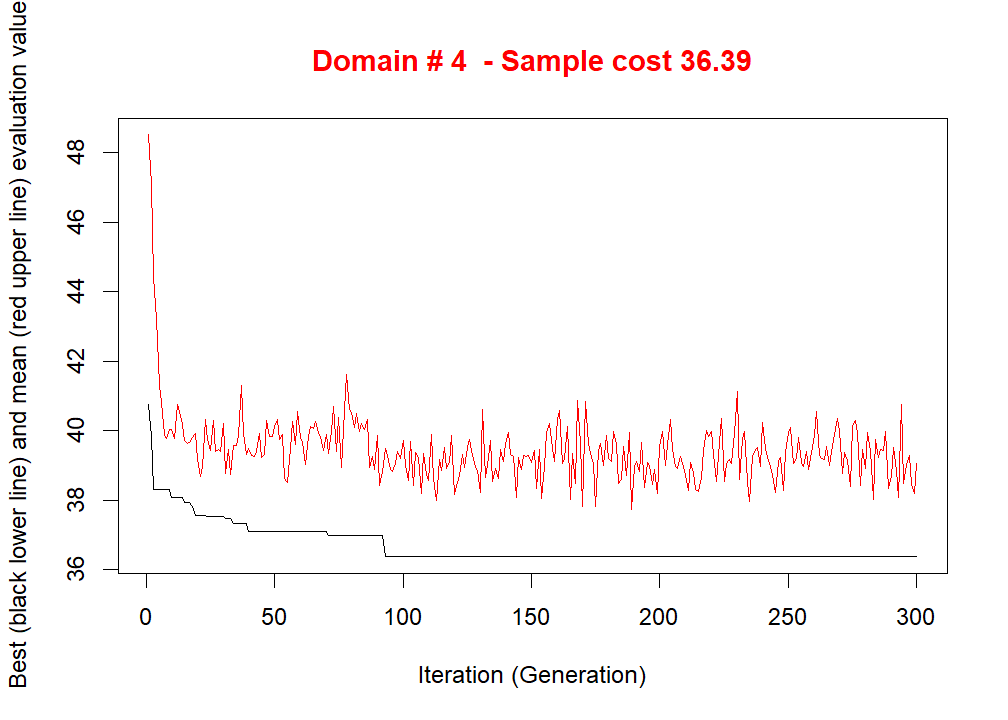 Domain # 4  - Sample cost 36.39
Best (black lower line) and mean (red upper line) evaluation value
48
46
44
42
40
38
36
0 50 100 150 200 250 300
Iteration (Generation)